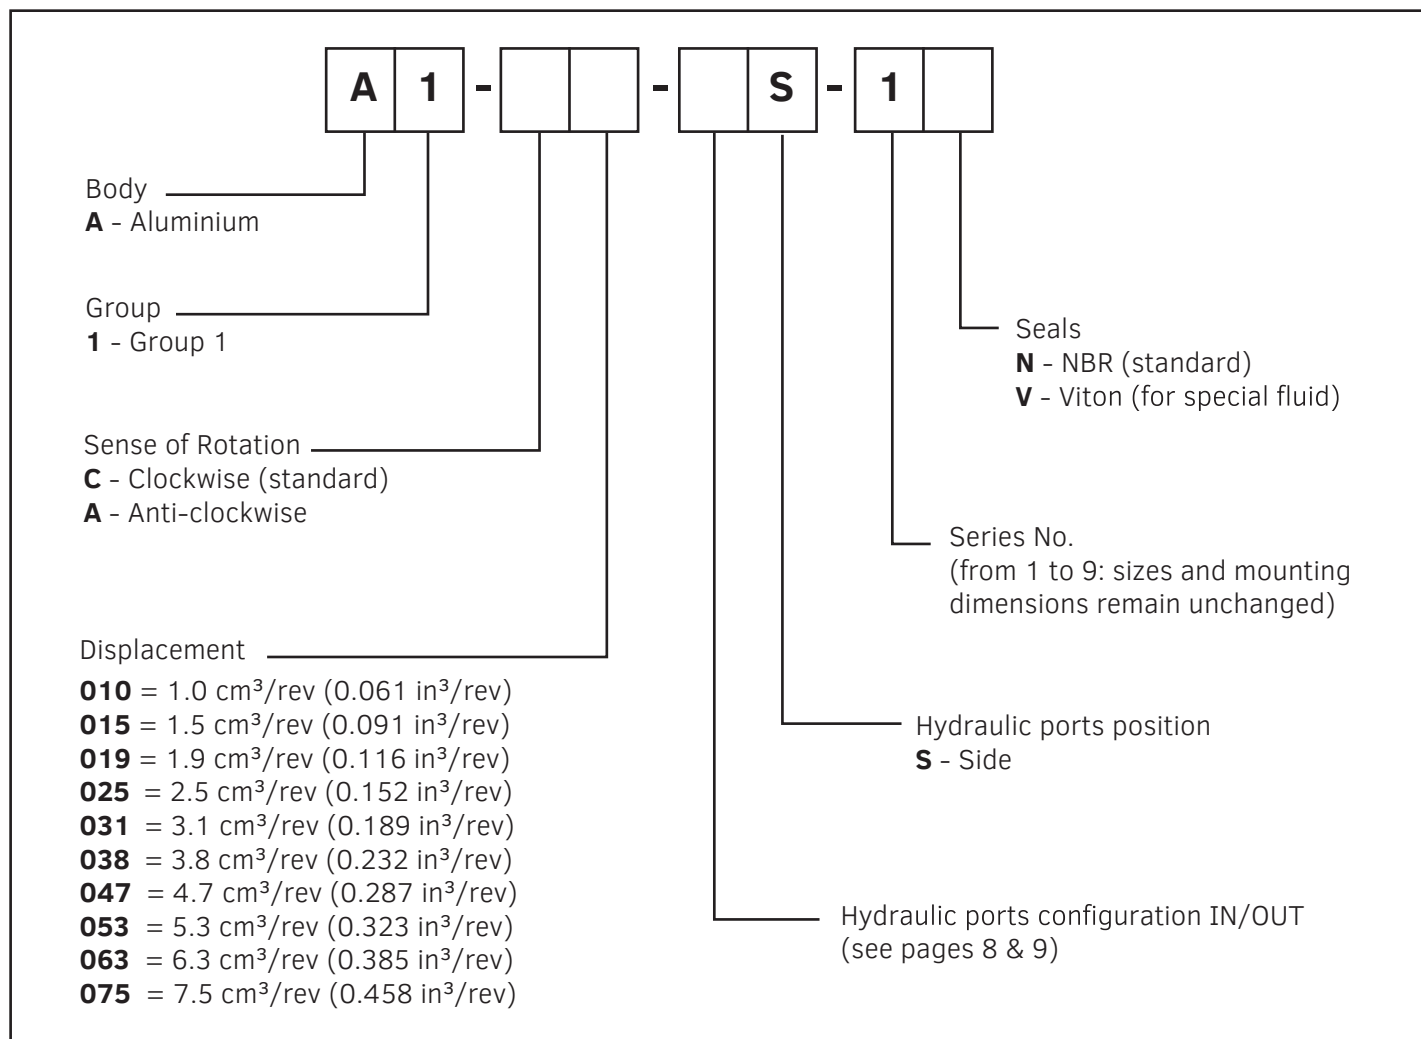 A 1 - - S - 1
Body
A - Aluminium
Group
1 - Group 1
Sense of Rotation
C - Clockwise (standard)
A - Anti-clockwise
Displacement
010 = 1.0 cm³/rev (0.061 in³/rev)
015 = 1.5 cm³/rev (0.091 in³/rev)
019 = 1.9 cm³/rev (0.116 in³/rev)
025 = 2.5 cm³/rev (0.152 in³/rev)
031 = 3.1 cm³/rev (0.189 in³/rev)
038 = 3.8 cm³/rev (0.232 in³/rev)
047 = 4.7 cm³/rev (0.287 in³/rev)
053 = 5.3 cm³/rev (0.323 in³/rev)
063 = 6.3 cm³/rev (0.385 in³/rev)
075 = 7.5 cm³/rev (0.458 in³/rev)
Seals
N - NBR (standard)
V - Viton (for special fluid)
Series No.
(from 1 to 9: sizes and mounting
dimensions remain unchanged)
Hydraulic ports position
S - Side
Hydraulic ports configuration IN/OUT
(see pages 8 & 9)